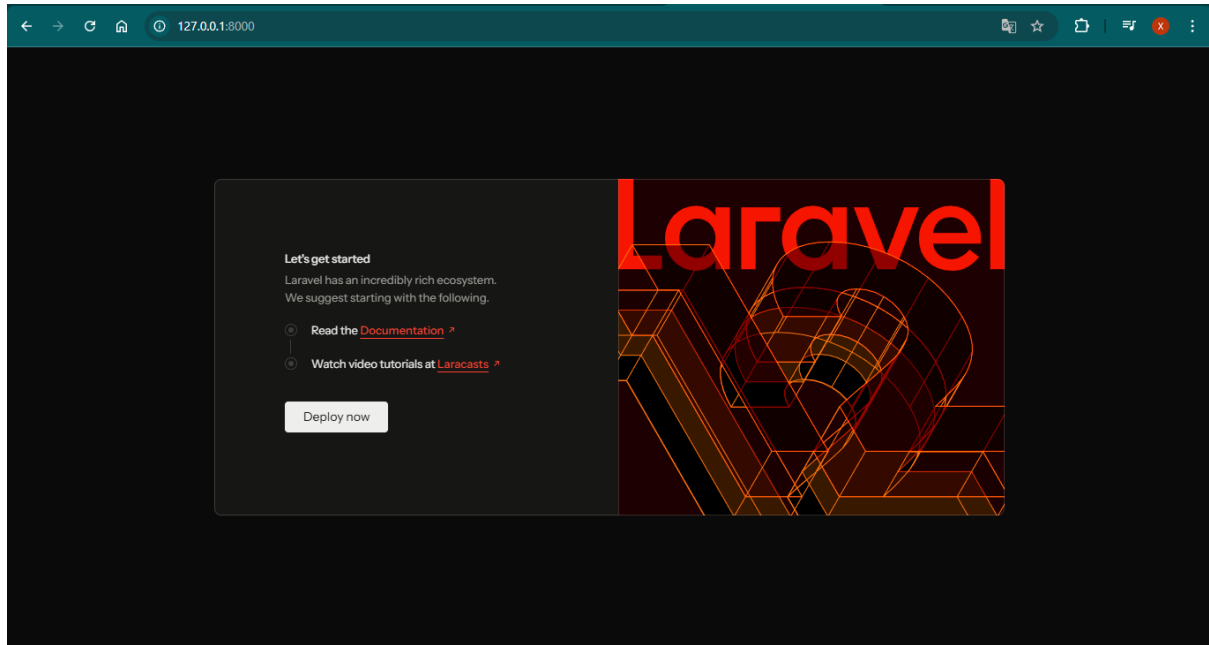 127.0.0.1:8000
X
Let's get started
Laravel has an incredibly rich ecosystem.
We suggest starting with the following.
Read the Documentation ↗
Watch video tutorials at Laracasts ↗
Deploy now
Laravel